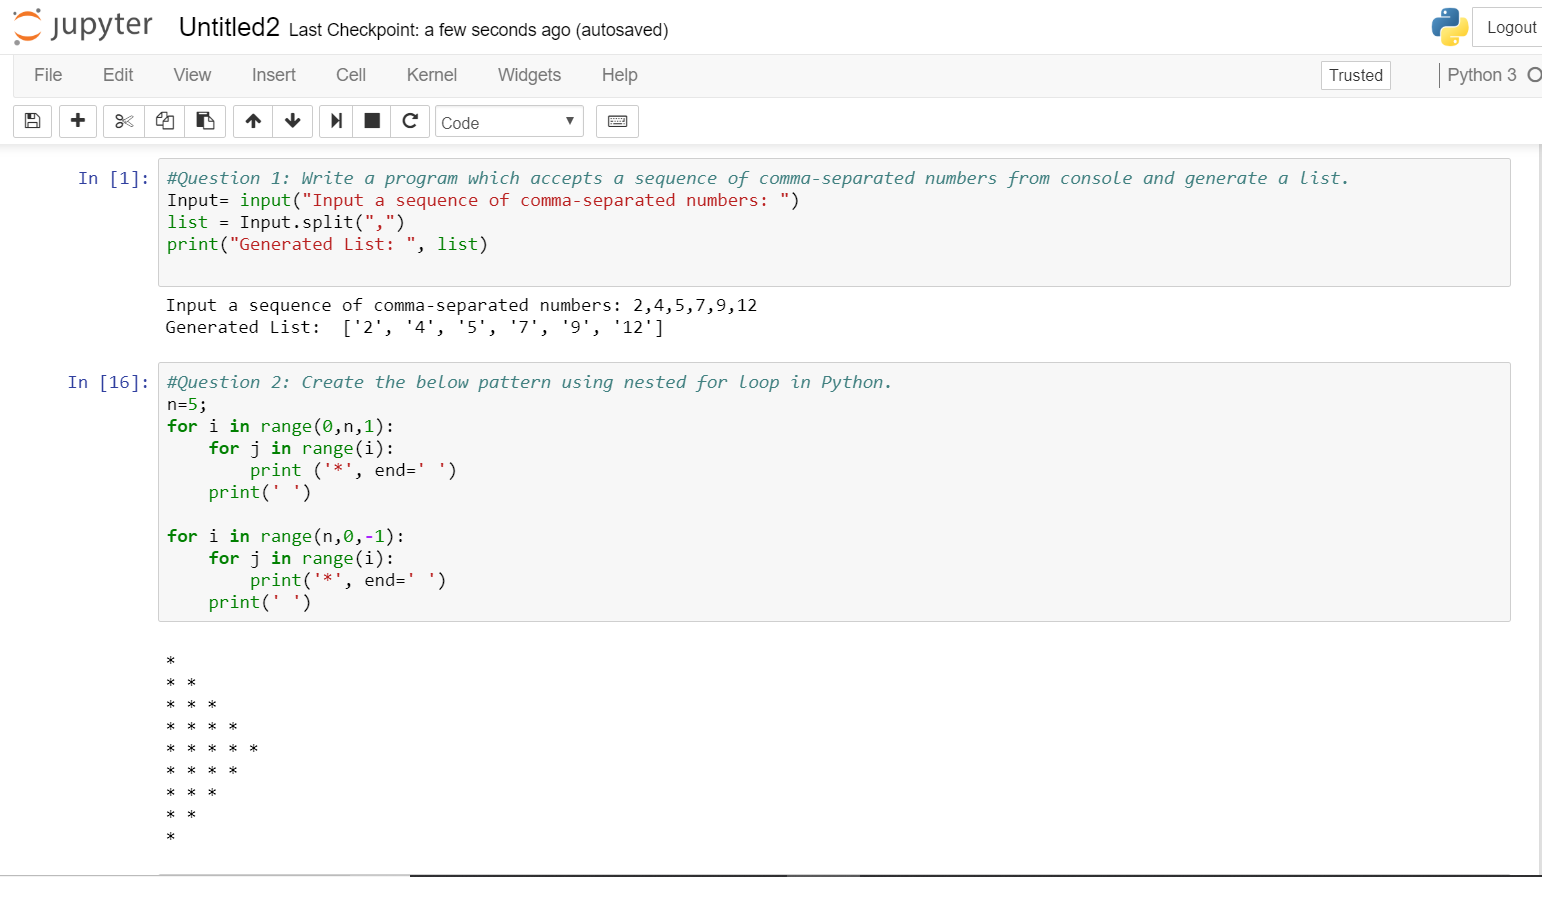 jupyter Untitled2 Last Checkpoint: a few seconds ago (autosaved) Logout
File Edit View Insert Cell Kernel Widgets Help Trusted Python 3
Code
In [1]: #Question 1: Write a program which accepts a sequence of comma-separated numbers from console and generate a list.
Input= input("Input a sequence of comma-separated numbers: ")
list = Input.split(",")
print("Generated List: ", list)
Input a sequence of comma-separated numbers: 2,4,5,7,9,12
Generated List:  ['2', '4', '5', '7', '9', '12']
In [16]: #Question 2: Create the below pattern using nested for loop in Python.
n=5;
for i in range(0,n,1):
    for j in range(i):
        print ('*', end=' ')
    print(' ')
for i in range(n,0,-1):
    for j in range(i):
        print('*', end=' ')
    print(' ')
*
* *
* * *
* * * *
* * * * *
* * * *
* * *
* *
*